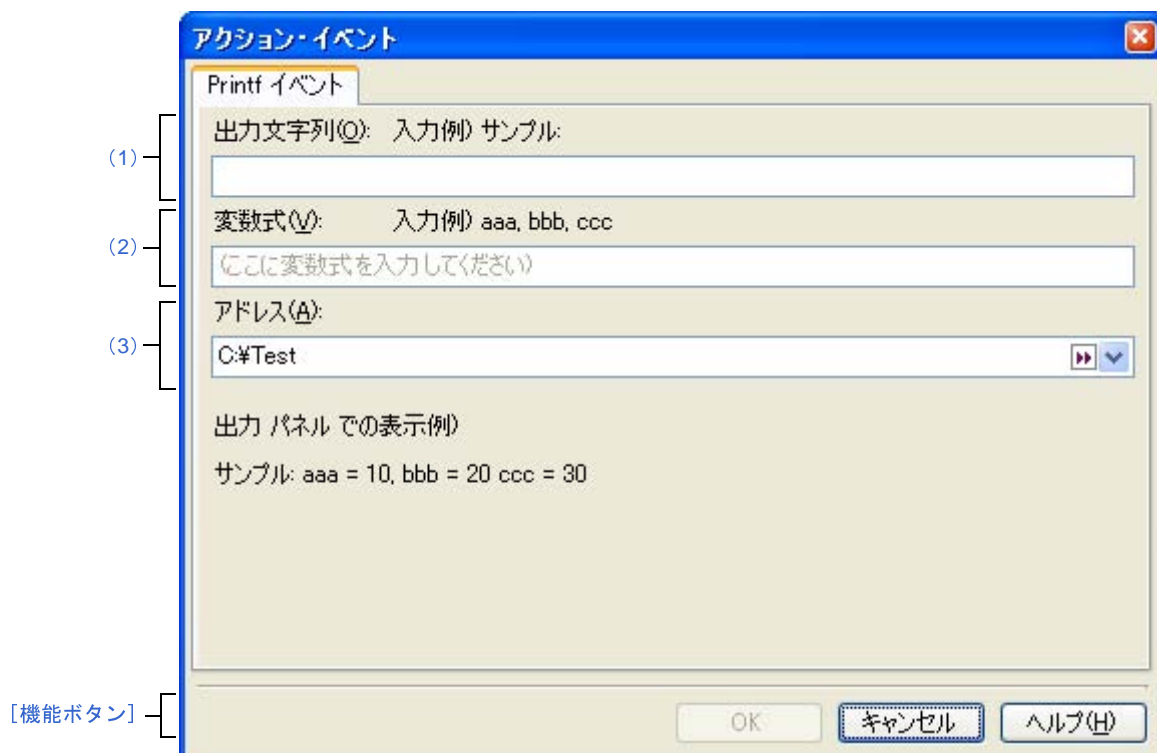 アクション・イベント
Printf イベント
(1)
出力文字列(O): 入力例) サンプル:
(2)
変数式(V): 入力例) aaa, bbb, ccc
(ここに変数式を入力してください)
(3)
アドレス(A):
C:¥Test
出力 パネル での表示例)
サンプル: aaa = 10, bbb = 20 ccc = 30
[機能ボタン]
OK キャンセル ヘルプ(H)